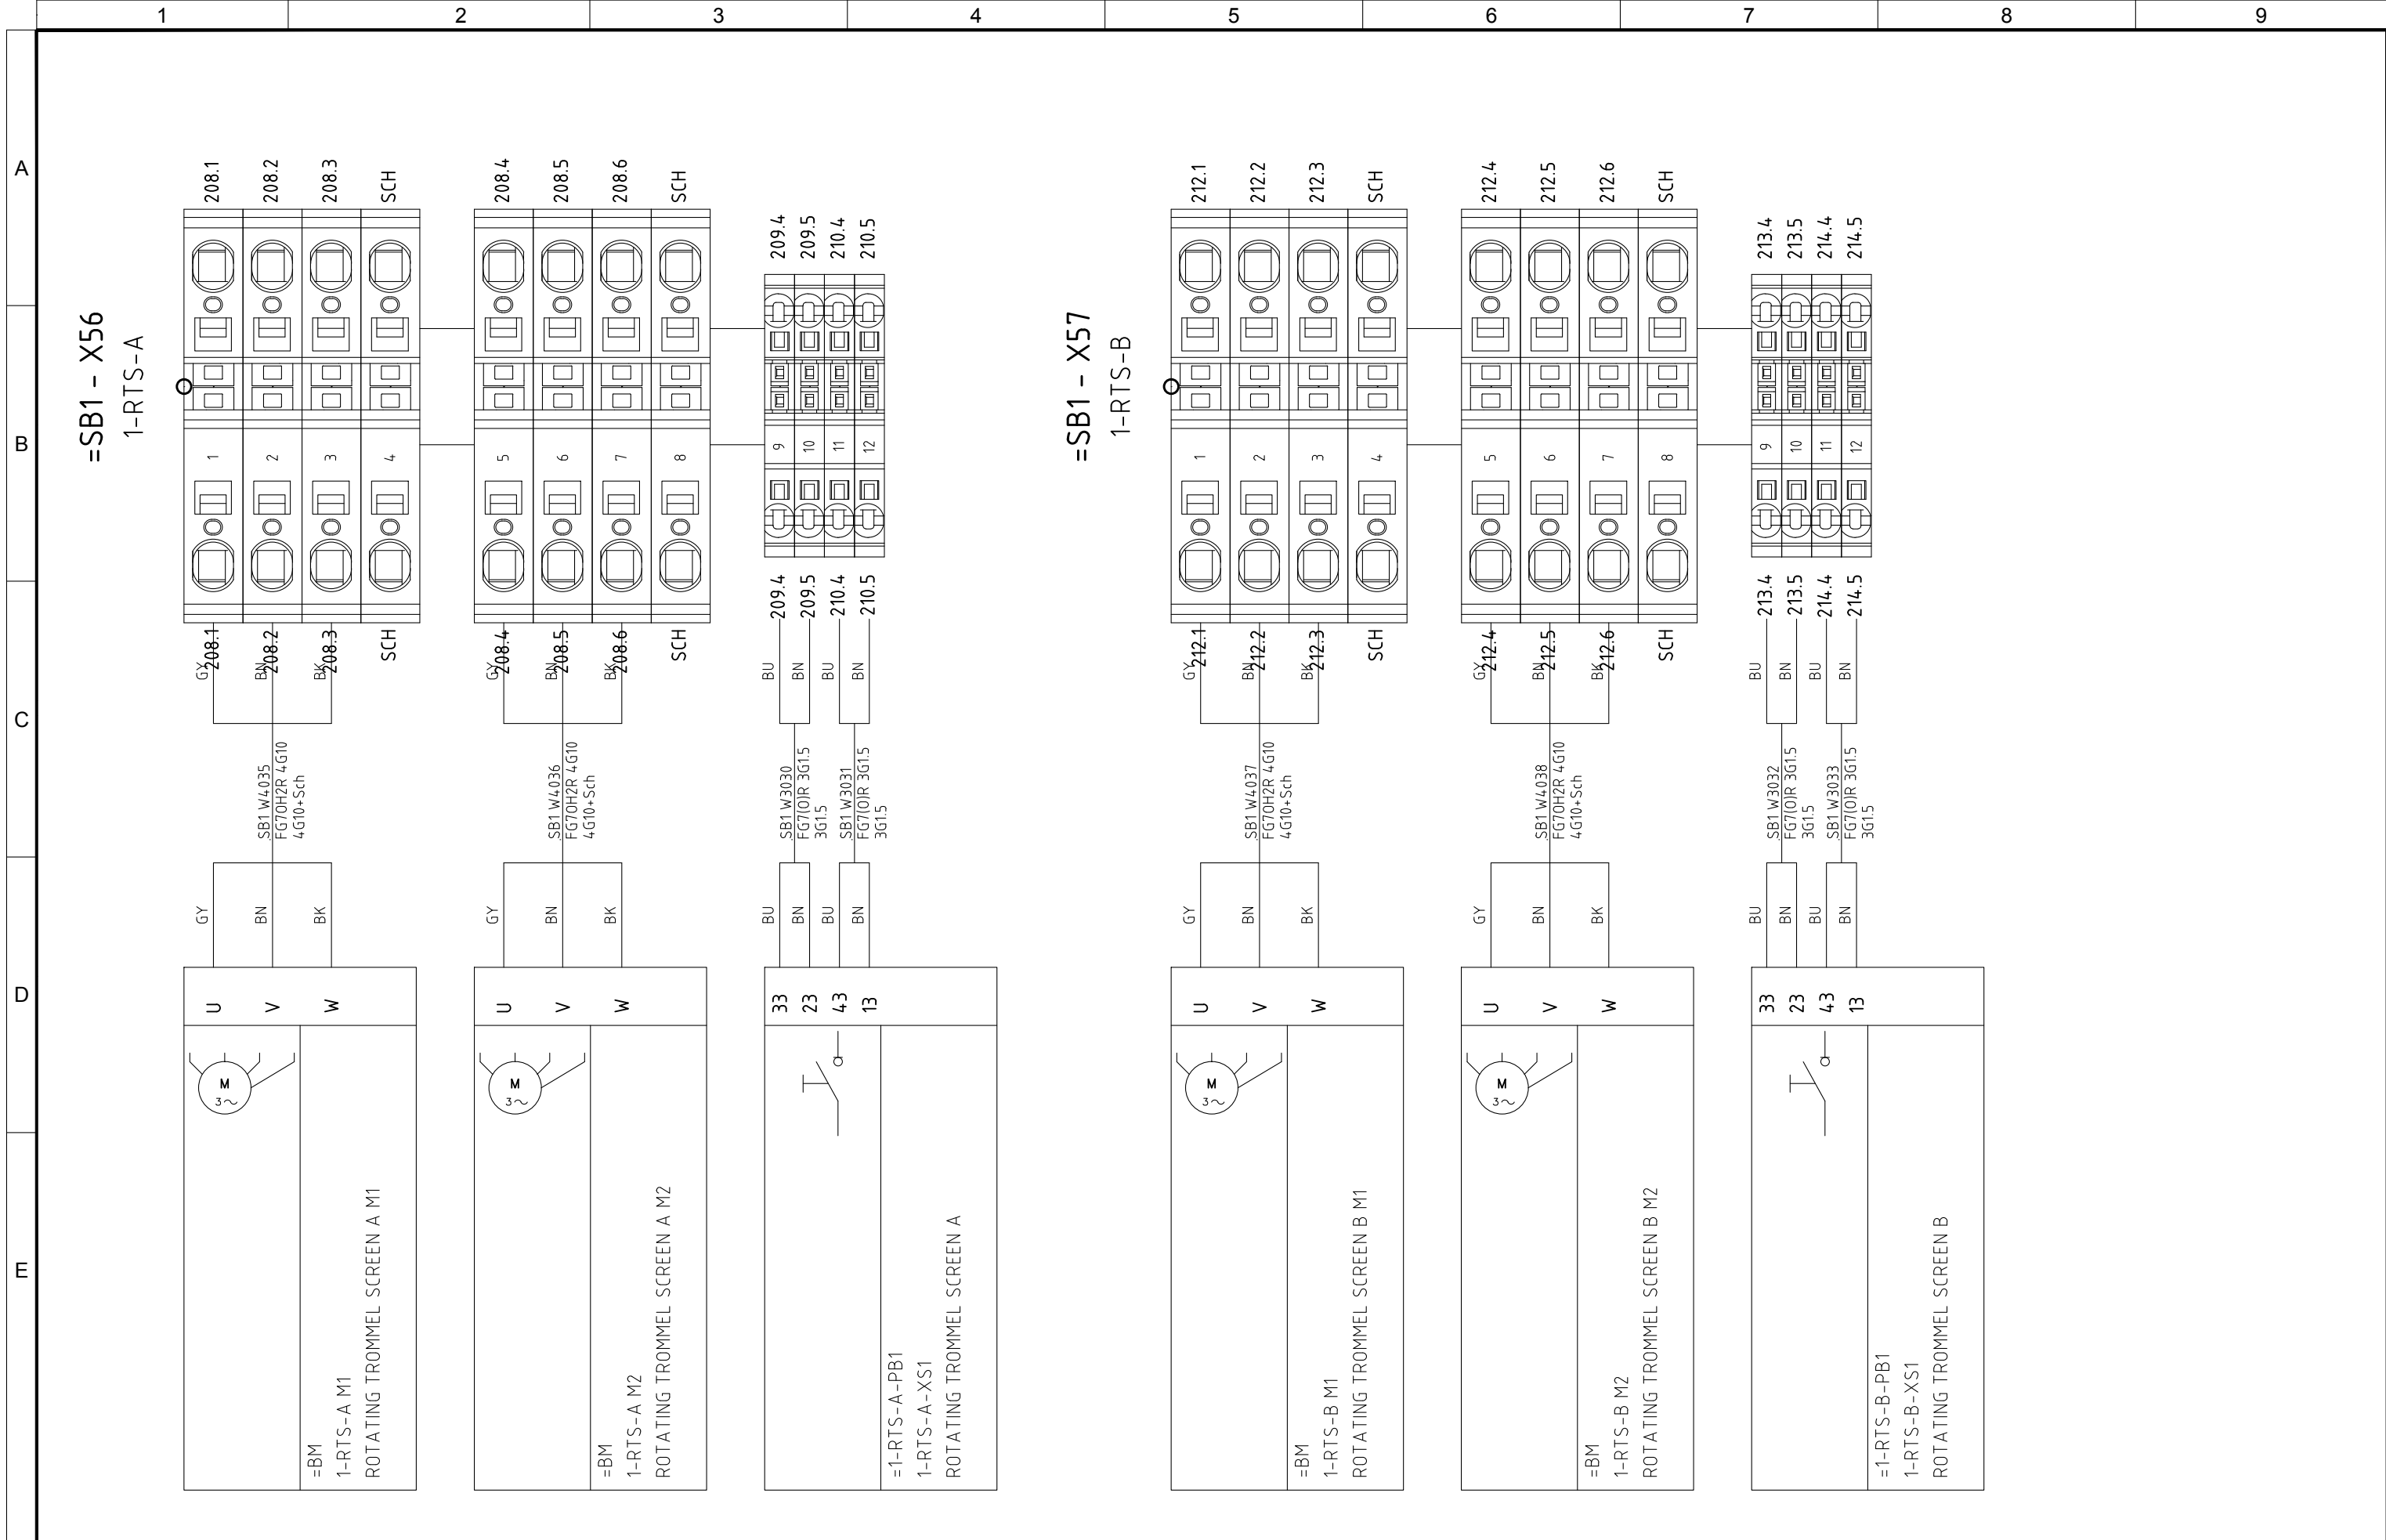 1 2 3 4 5 6 7 8 9
A
B
C
D
E
=SB1 - X56
1-RTS-A
208.1
208.2
208.3
SCH
208.4
208.5
208.6
SCH
209.4
209.5
210.4
210.5
1
2
3
4
5
6
7
8
9
10
11
12
208.1
208.2
208.3
SCH
208.4
208.5
208.6
SCH
209.4
209.5
210.4
210.5
GY
BN
BK
GY
BN
BK
BU
BN
BU
BN
.SB1 W4035
FG7OH2R 4G10
4G10+Sch
.SB1 W4036
FG7OH2R 4G10
4G10+Sch
.SB1 W3030
FG7(O)R 3G1.5
3G1.5
.SB1 W3031
FG7(O)R 3G1.5
3G1.5
GY
BN
BK
GY
BN
BK
BU
BN
BU
BN
U
V
W
M
3~
=BM
1-RTS-A M1
ROTATING TROMMEL SCREEN A M1
U
V
W
M
3~
=BM
1-RTS-A M2
ROTATING TROMMEL SCREEN A M2
33
23
43
13
=1-RTS-A-PB1
1-RTS-A-XS1
ROTATING TROMMEL SCREEN A
=SB1 - X57
1-RTS-B
212.1
212.2
212.3
SCH
212.4
212.5
212.6
SCH
213.4
213.5
214.4
214.5
1
2
3
4
5
6
7
8
9
10
11
12
212.1
212.2
212.3
SCH
212.4
212.5
212.6
SCH
213.4
213.5
214.4
214.5
GY
BN
BK
GY
BN
BK
BU
BN
BU
BN
.SB1 W4037
FG7OH2R 4G10
4G10+Sch
.SB1 W4038
FG7OH2R 4G10
4G10+Sch
.SB1 W3032
FG7(O)R 3G1.5
3G1.5
.SB1 W3033
FG7(O)R 3G1.5
3G1.5
GY
BN
BK
GY
BN
BK
BU
BN
BU
BN
U
V
W
M
3~
=BM
1-RTS-B M1
ROTATING TROMMEL SCREEN B M1
U
V
W
M
3~
=BM
1-RTS-B M2
ROTATING TROMMEL SCREEN B M2
33
23
43
13
=1-RTS-B-PB1
1-RTS-B-XS1
ROTATING TROMMEL SCREEN B